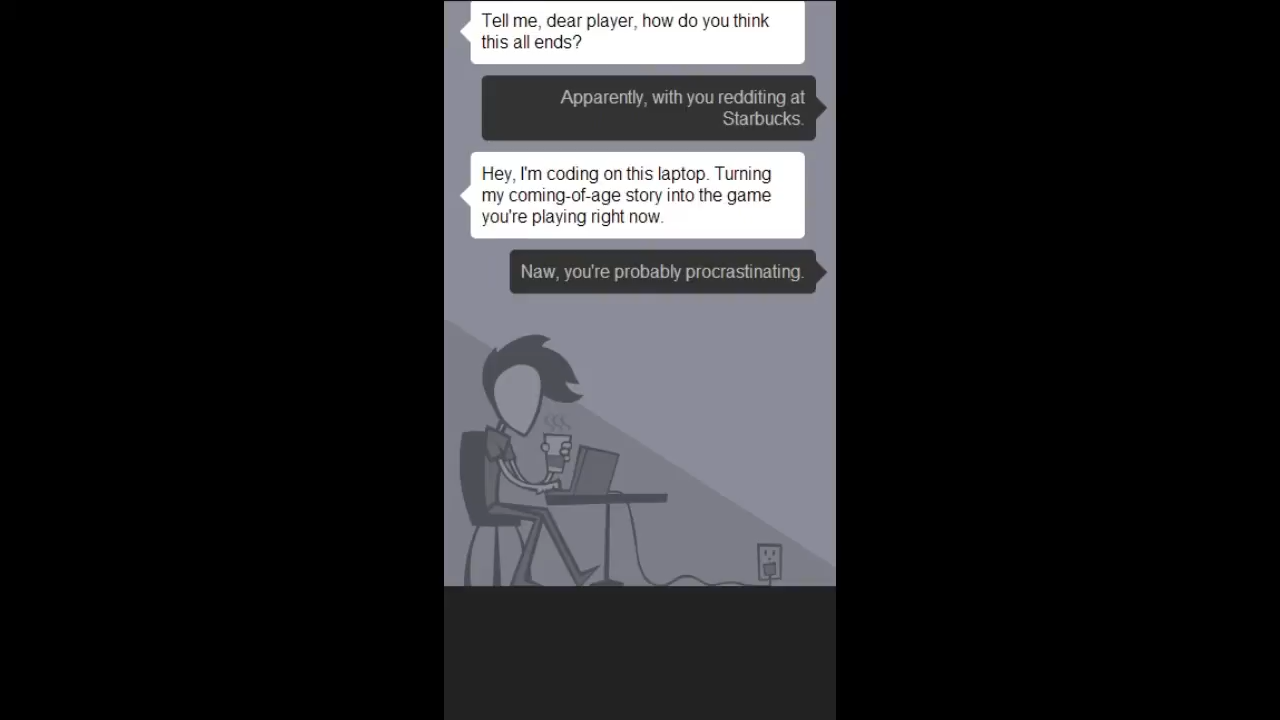 Tell me, dear player, how do you think
this all ends?
Apparently, with you redditing at
Starbucks.
Hey, I'm coding on this laptop. Turning
my coming-of-age story into the game
you're playing right now.
Naw, you're probably procrastinating.